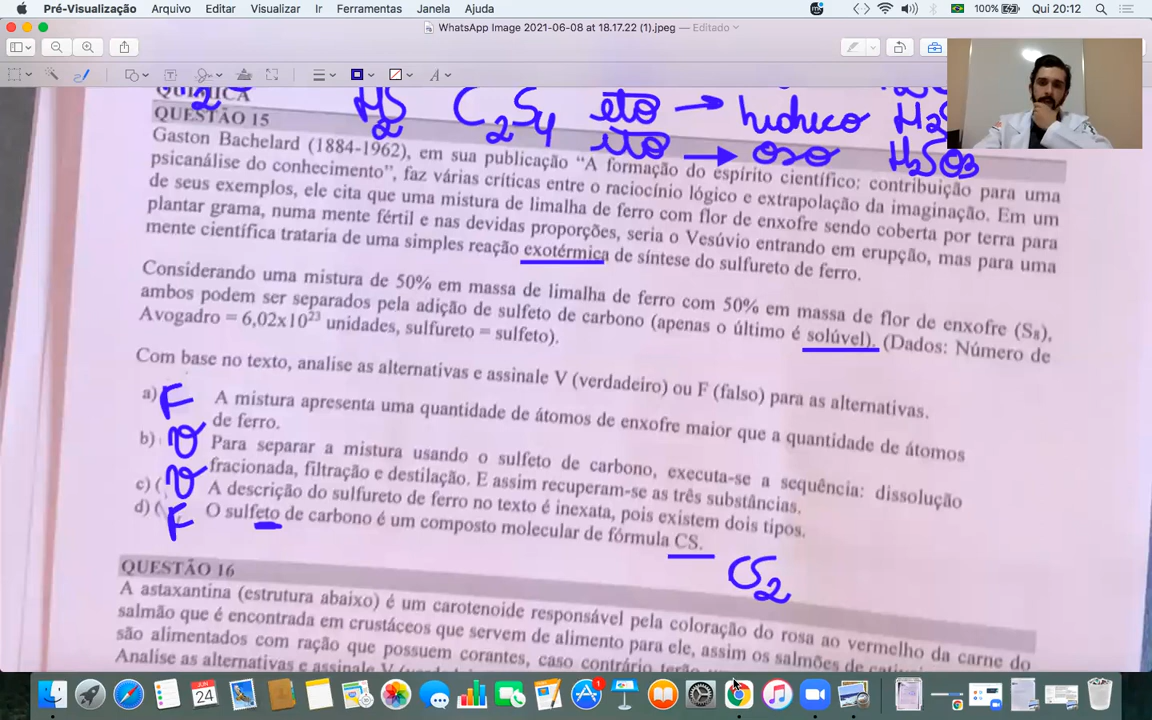 Pré-Visualização Arquivo Editar Visualizar Ir Ferramentas Janela Ajuda 100% Qui 20:12
WhatsApp Image 2021-06-08 at 18.17.22 (1).jpeg — Editado
QUÍMICA
H2 C2S4 eto → hídrico
QUESTÃO 15
ito → oso H2SO3
Gaston Bachelard (1884-1962), em sua publicação “A formação do espírito científico: contribuição para uma
psicanálise do conhecimento”, faz várias críticas entre o raciocínio lógico e extrapolação da imaginação. Em um
de seus exemplos, ele cita que uma mistura de limalha de ferro com flor de enxofre sendo coberta por terra para
plantar grama, numa mente fértil e nas devidas proporções, seria o Vesúvio entrando em erupção, mas para uma
mente científica trataria de uma simples reação exotérmica de síntese do sulfureto de ferro.
Considerando uma mistura de 50% em massa de limalha de ferro com 50% em massa de flor de enxofre (S8),
ambos podem ser separados pela adição de sulfeto de carbono (apenas o último é solúvel). (Dados: Número de
Avogadro = 6,02x10²³ unidades, sulfureto = sulfeto).
Com base no texto, analise as alternativas e assinale V (verdadeiro) ou F (falso) para as alternativas.
a) F A mistura apresenta uma quantidade de átomos de enxofre maior que a quantidade de átomos
de ferro.
b) V Para separar a mistura usando o sulfeto de carbono, executa-se a sequência: dissolução
fracionada, filtração e destilação. E assim recuperam-se as três substâncias.
c) ( V A descrição do sulfureto de ferro no texto é inexata, pois existem dois tipos.
d) ( F O sulfeto de carbono é um composto molecular de fórmula CS.
CS2
QUESTÃO 16
A astaxantina (estrutura abaixo) é um carotenoide responsável pela coloração do rosa ao vermelho da carne do
salmão que é encontrada em crustáceos que servem de alimento para ele, assim os salmões de
são alimentados com ração que possuem corantes, caso contrário
Analise as alternativas e assinale V
JUN
24
1